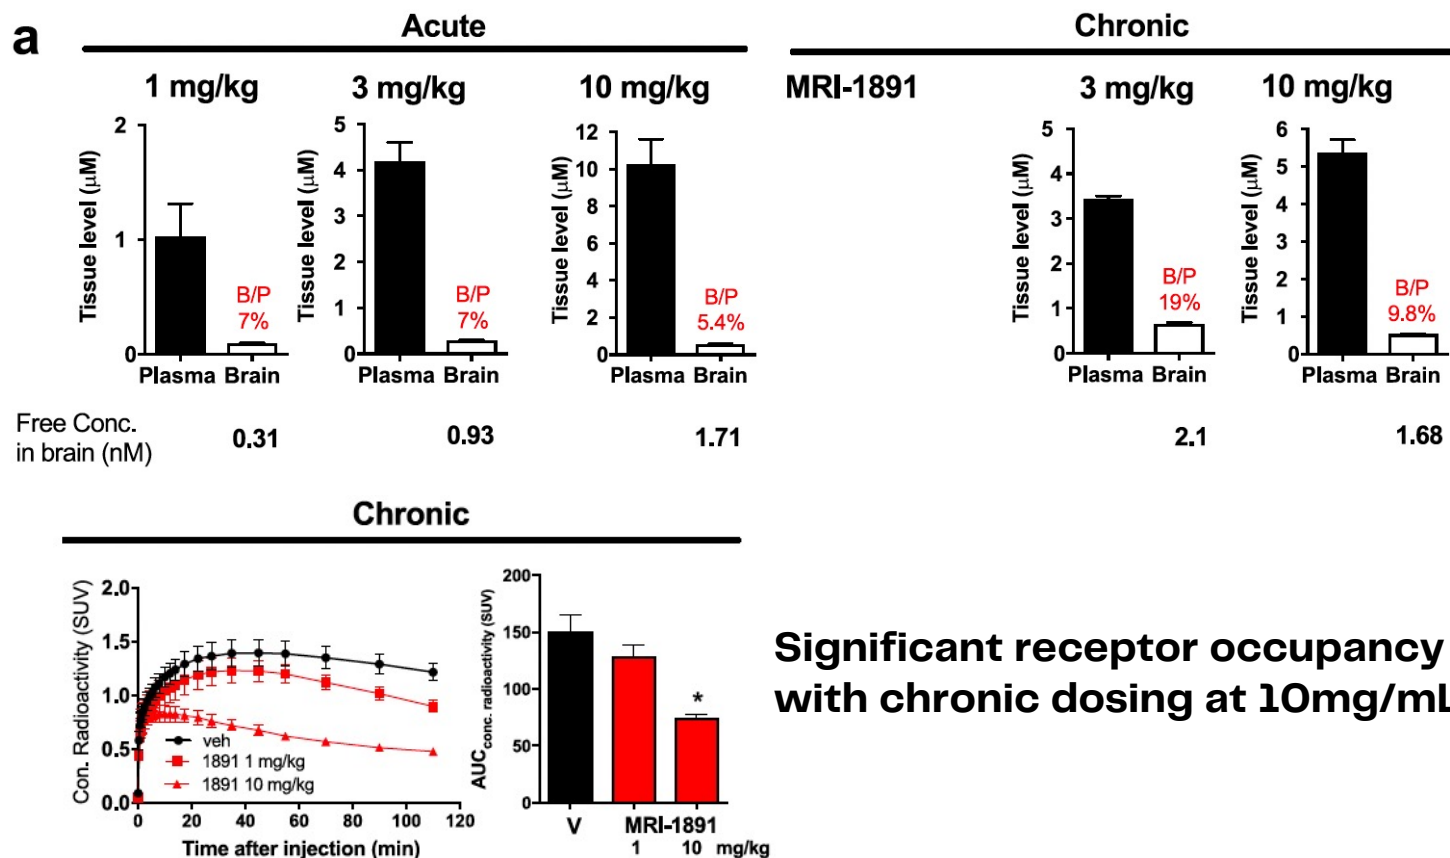 a
Acute
1 mg/kg
3 mg/kg
10 mg/kg
Tissue level (μM)
2
1
0
B/P
7%
Plasma Brain
Tissue level (μM)
5
4
3
2
1
0
B/P
7%
Plasma Brain
Tissue level (μM)
12
10
8
6
4
2
0
B/P
5.4%
Plasma Brain
Chronic
MRI-1891
3 mg/kg
10 mg/kg
Tissue level (μM)
5
4
3
2
1
0
B/P
19%
Plasma Brain
Tissue level (μM)
6
5
4
3
2
1
0
B/P
9.8%
Plasma Brain
Free Conc.
in brain (nM)
0.31
0.93
1.71
2.1
1.68
Chronic
Con. Radioactivity (SUV)
2.0
1.5
1.0
0.5
0.0
veh
1891 1 mg/kg
1891 10 mg/kg
0 20 40 60 80 100 120
Time after injection (min)
AUC conc. radioactivity (SUV)
200
150
100
50
0
*
V MRI-1891
1 10 mg/kg
Significant receptor occupancy
with chronic dosing at 10mg/mL